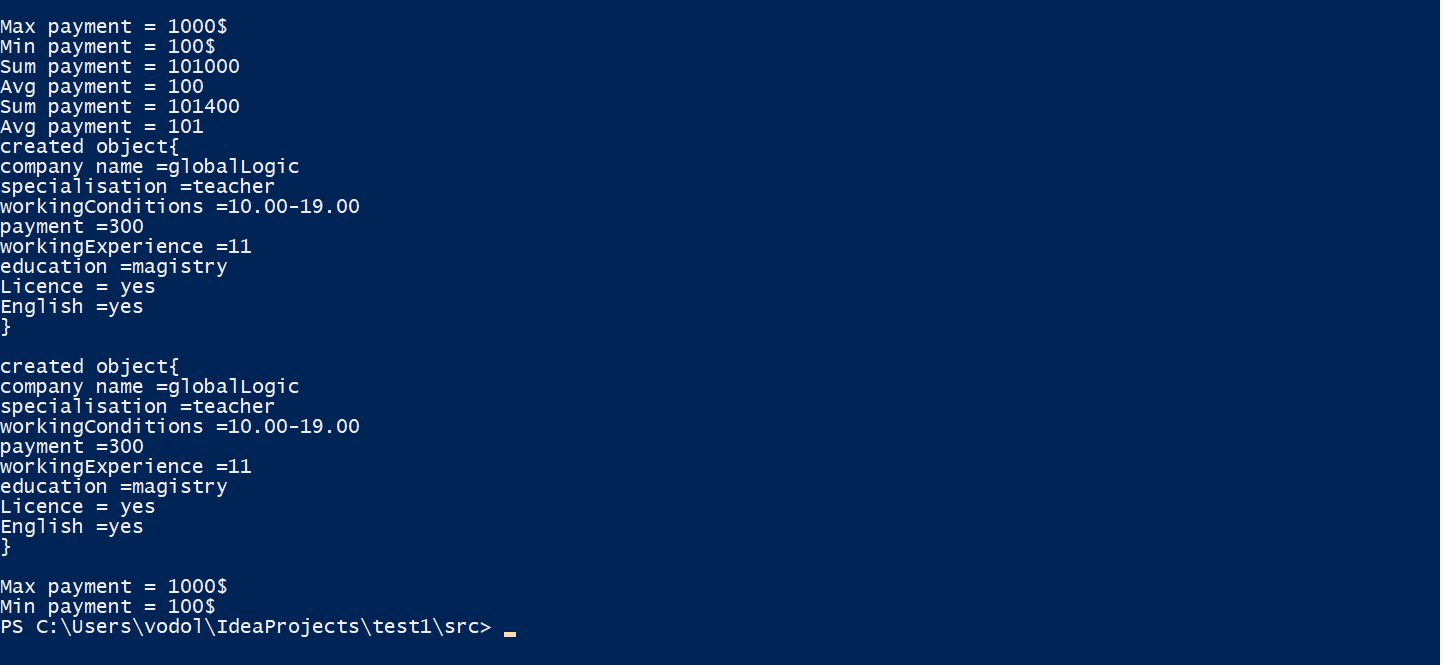 Max payment = 1000$
Min payment = 100$
Sum payment = 101000
Avg payment = 100
Sum payment = 101400
Avg payment = 101
created object{
company name =globalLogic
specialisation =teacher
workingConditions =10.00-19.00
payment =300
workingExperience =11
education =magistry
Licence = yes
English =yes
}

created object{
company name =globalLogic
specialisation =teacher
workingConditions =10.00-19.00
payment =300
workingExperience =11
education =magistry
Licence = yes
English =yes
}

Max payment = 1000$
Min payment = 100$
PS C:\Users\vodol\IdeaProjects\test1\src>